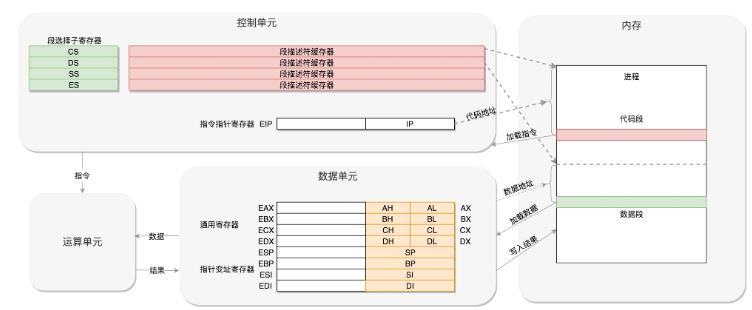 控制单元
内存
段选择子寄存器
CS 段描述符缓存器
DS 段描述符缓存器
SS 段描述符缓存器
ES 段描述符缓存器
进程
代码段
指令指针寄存器 EIP IP
代码地址
加载指令
指令
数据单元
数据地址
加载数据
写入结果
数据段
运算单元
数据
结果
通用寄存器
EAX AH AL AX
EBX BH BL BX
ECX CH CL CX
EDX DH DL DX
指针变址寄存器
ESP SP
EBP BP
ESI SI
EDI DI